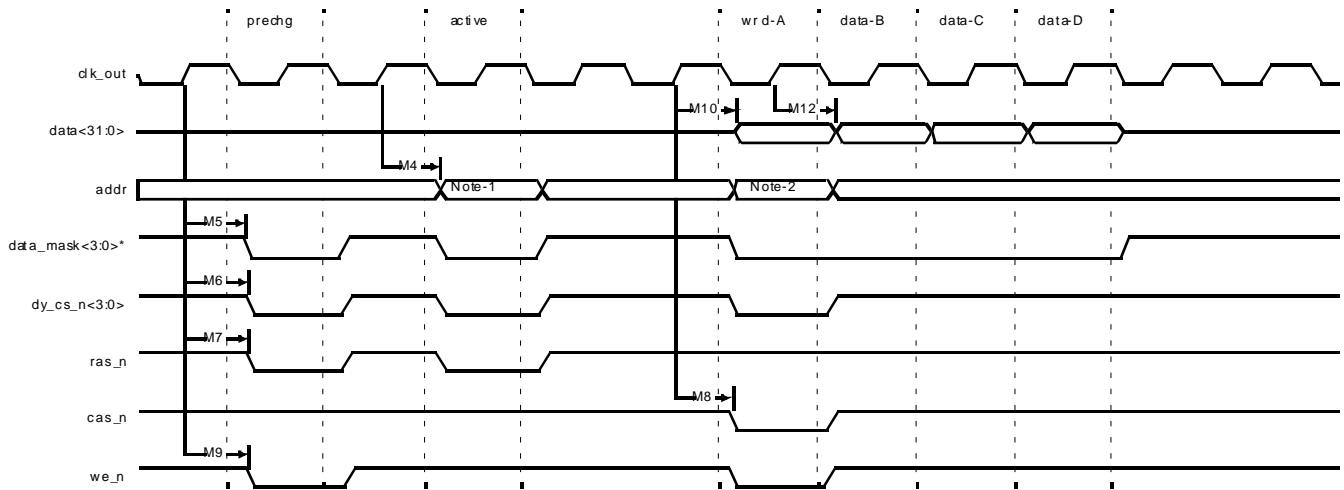 prechg active wr d-A data-B data-C data-D
clk_out
M10 M12
data<31:0>
M4
addr Note-1 Note-2
M5
data_mask<3:0>*
M6
dy_cs_n<3:0>
M7
ras_n
M8
cas_n
M9
we_n